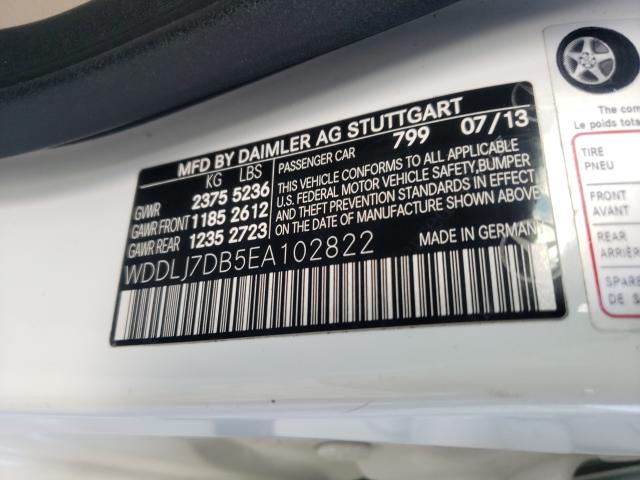 MFD BY DAIMLER AG STUTTGART
KG LBS
GVWR 2375 5236
GAWR FRONT 1185 2612
GAWR REAR 1235 2723
PASSENGER CAR 799 07/13
THIS VEHICLE CONFORMS TO ALL APPLICABLE
U.S. FEDERAL MOTOR VEHICLE SAFETY, BUMPER
AND THEFT PREVENTION STANDARDS IN EFFECT
ON DATE OF MANUFACTURE SHOWN ABOVE.
WDDLJ7DB5EA102822
MADE IN GERMANY
The com
Le poids tota
TIRE
PNEU
FRONT
AVANT
REAR
ARRIÈR
SPARE
DE SE